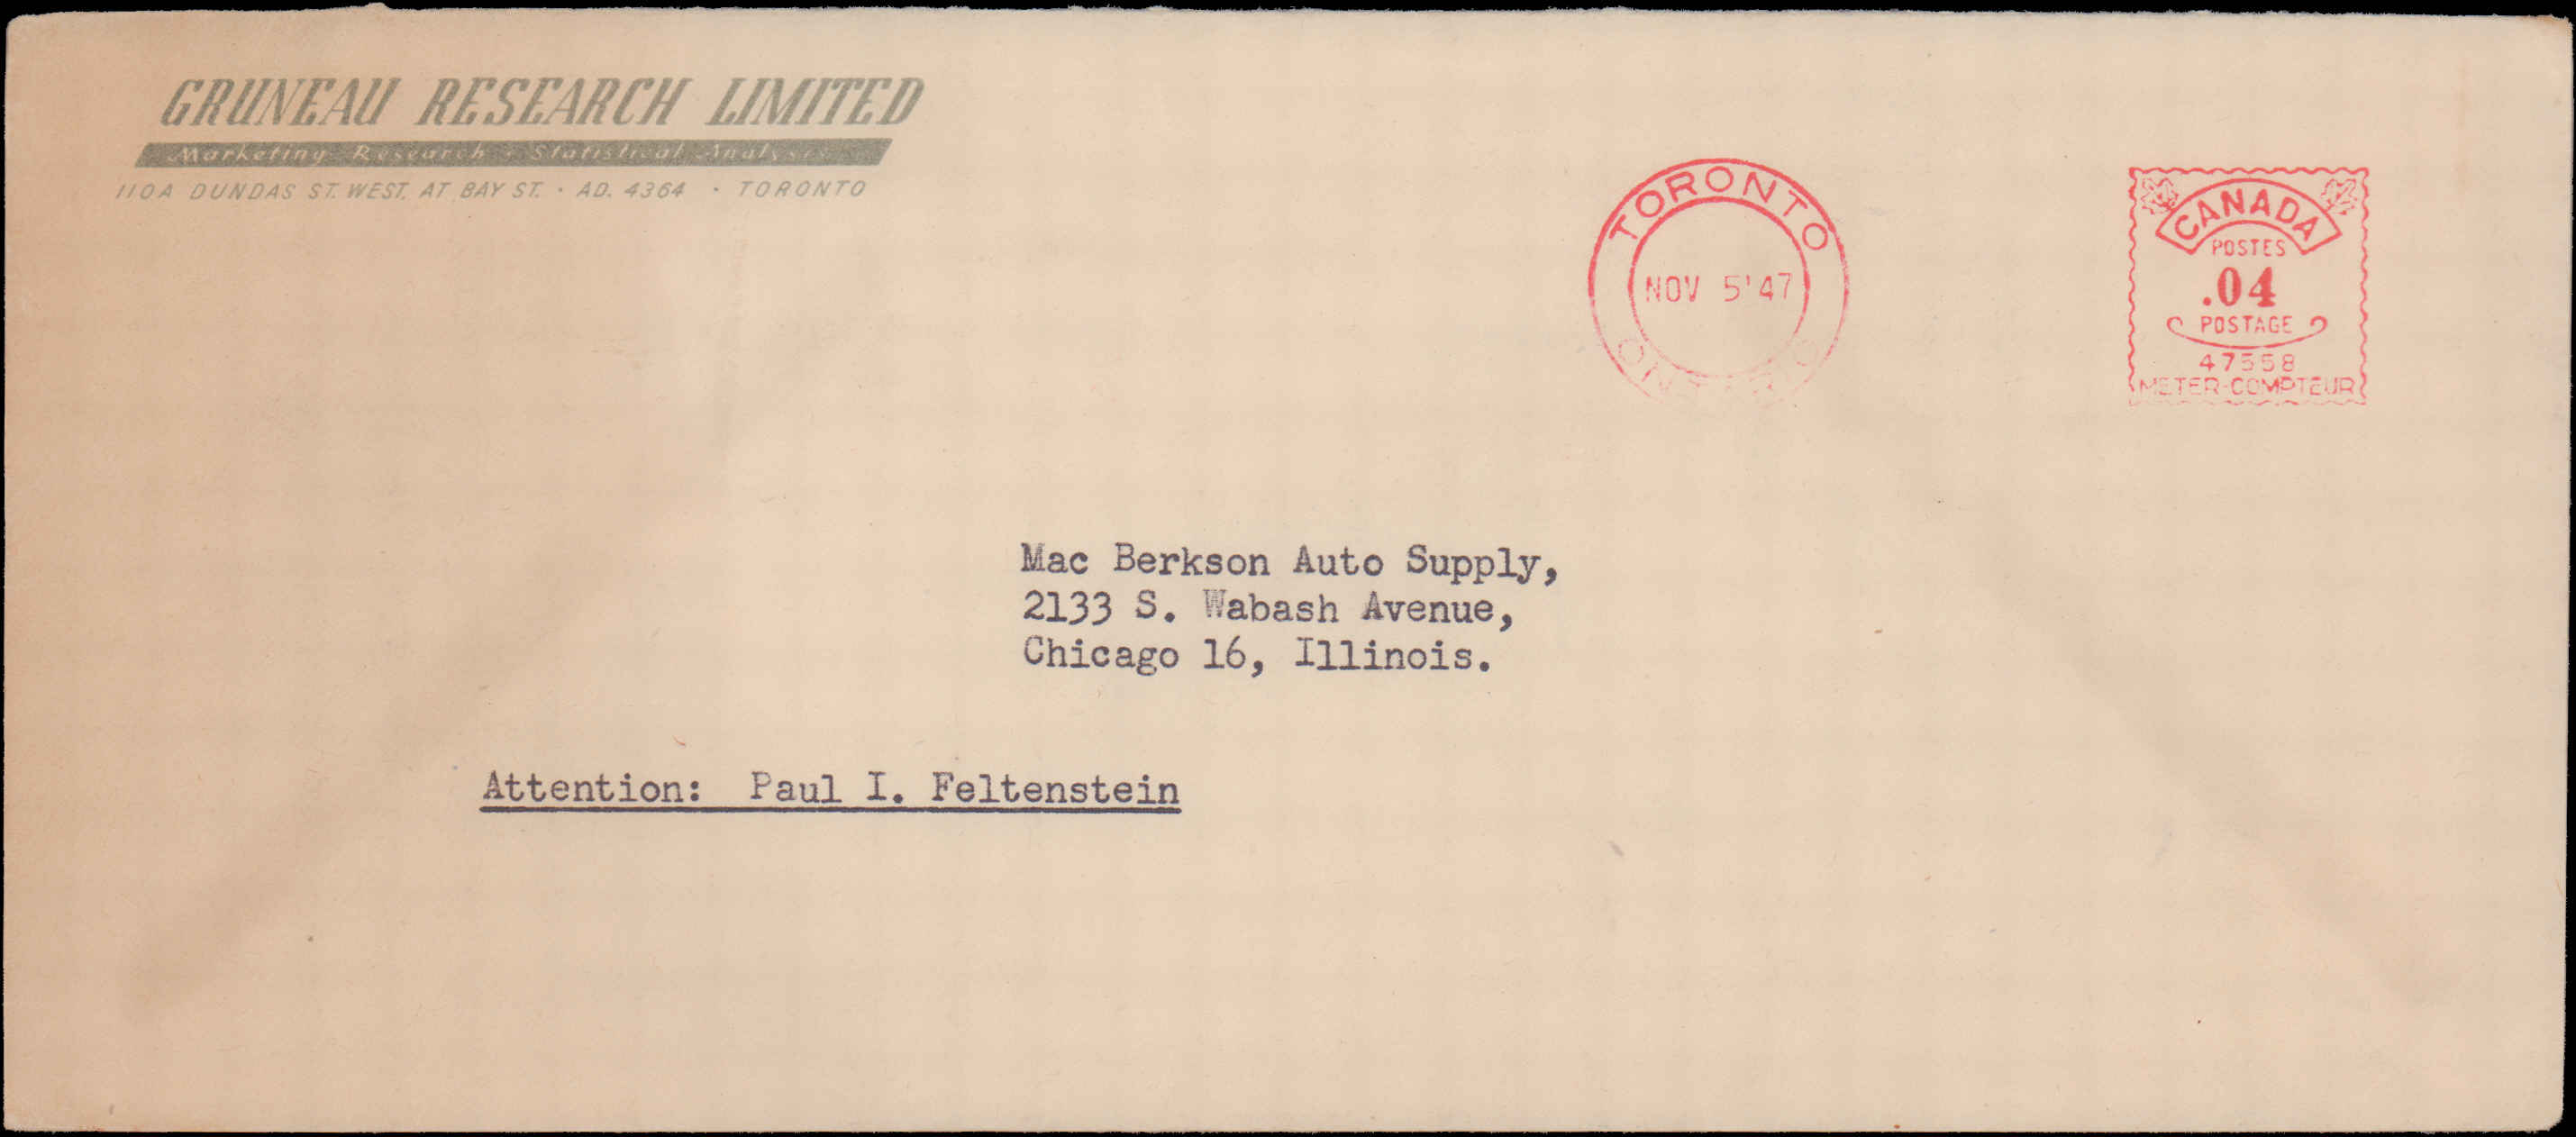 GRUNEAU RESEARCH LIMITED
Marketing Research - Statistical Analyses
110A DUNDAS ST. WEST, AT BAY ST. · AD. 4364 · TORONTO
TORONTO
NOV 5'47
ONTARIO
CANADA
POSTES
.04
POSTAGE
47558
METER-COMPTEUR
Mac Berkson Auto Supply,
2133 S. Wabash Avenue,
Chicago 16, Illinois.
Attention: Paul I. Feltenstein